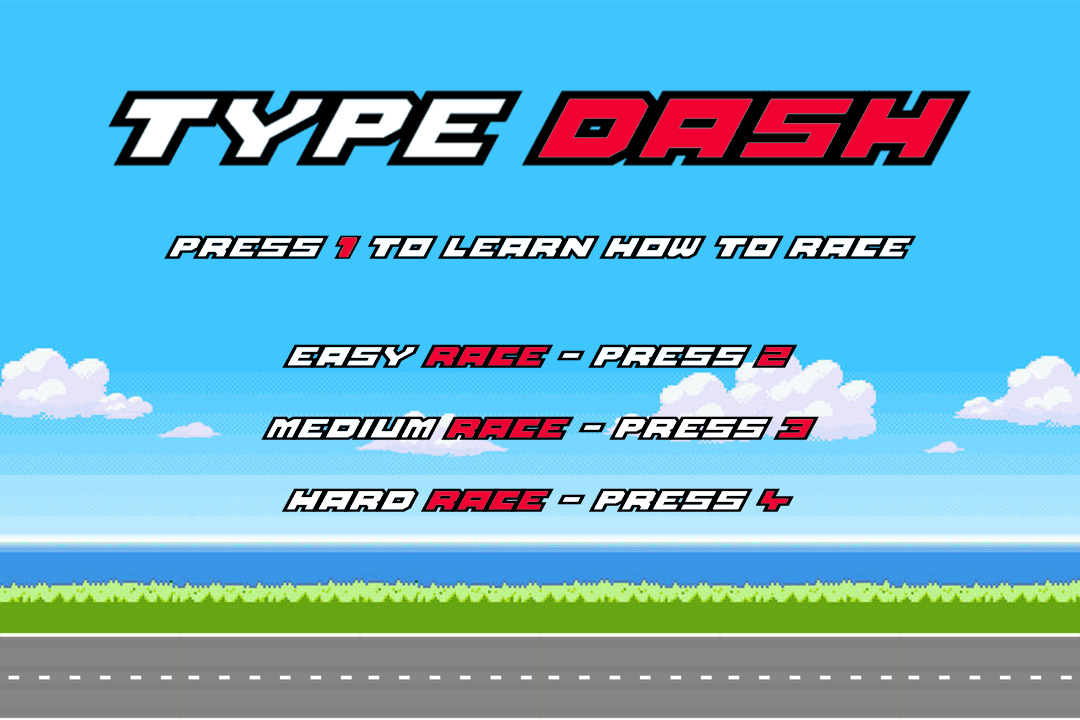 TYPE DASH
PRESS 1 TO LEARN HOW TO RACE
EASY RACE - PRESS 2
MEDIUM RACE - PRESS 3
HARD RACE - PRESS 4